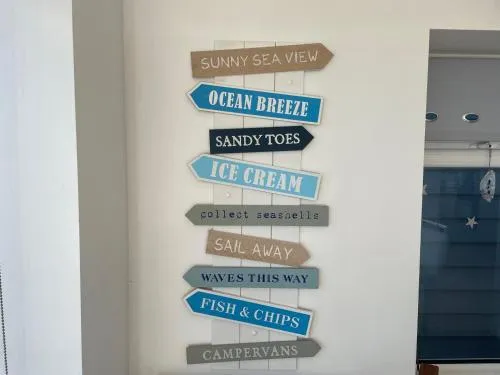 SUNNY SEA VIEW
OCEAN BREEZE
SANDY TOES
ICE CREAM
collect seashells
SAIL AWAY
WAVES THIS WAY
FISH & CHIPS
CAMPERVANS